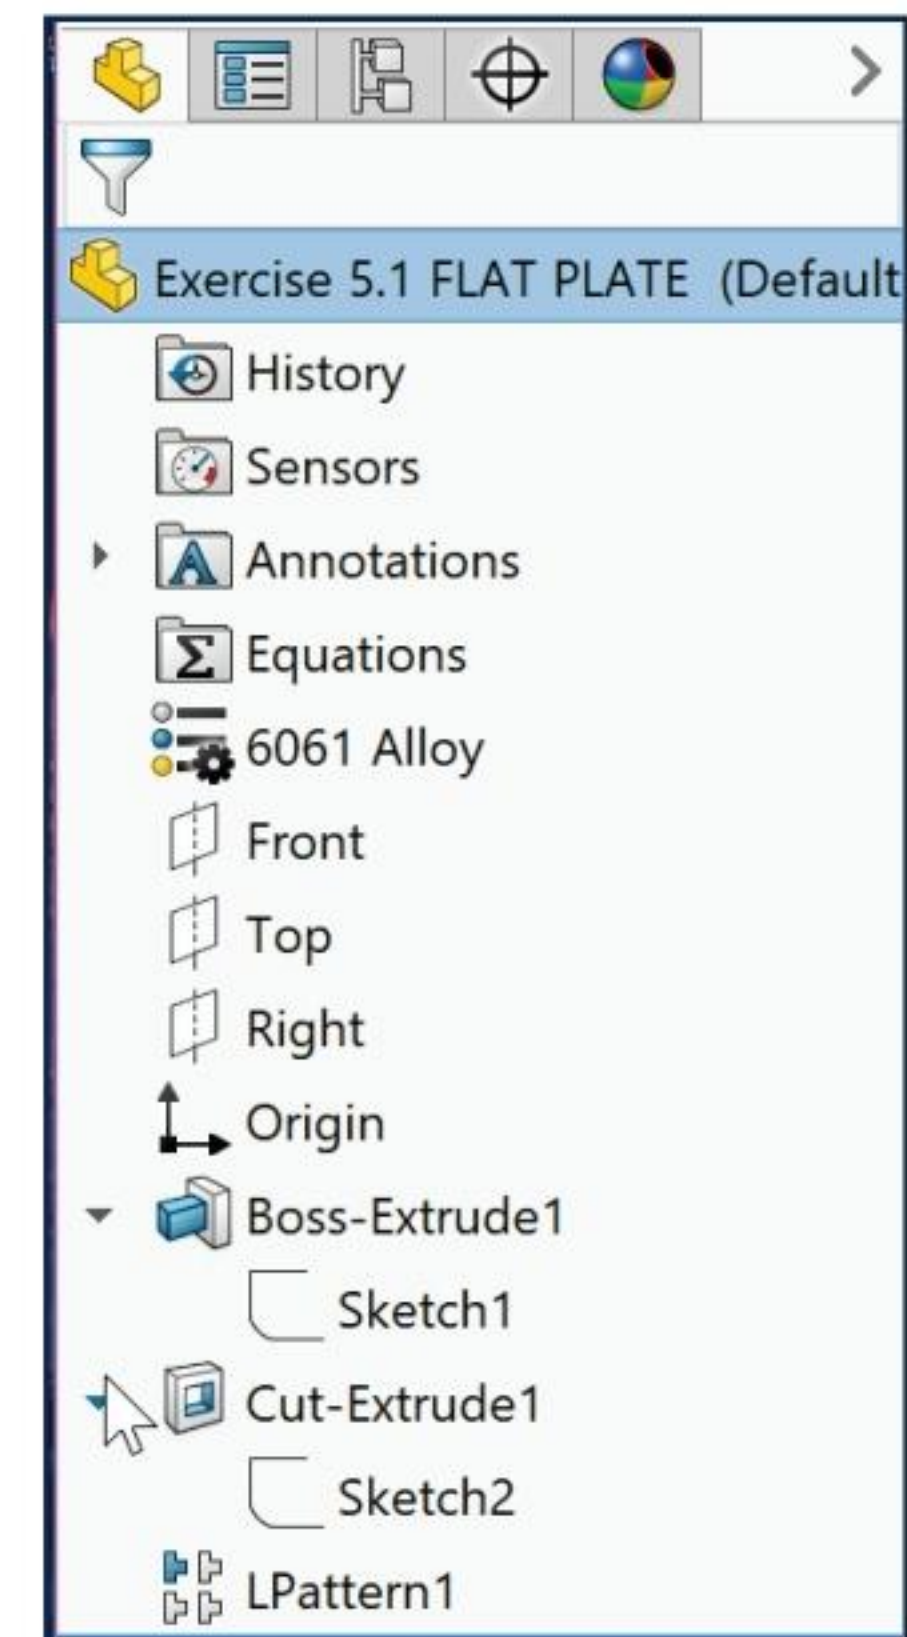 Exercise 5.1 FLAT PLATE (Default
History
Sensors
Annotations
Equations
6061 Alloy
Front
Top
Right
Origin
Boss-Extrude1
Sketch1
Cut-Extrude1
Sketch2
LPattern1